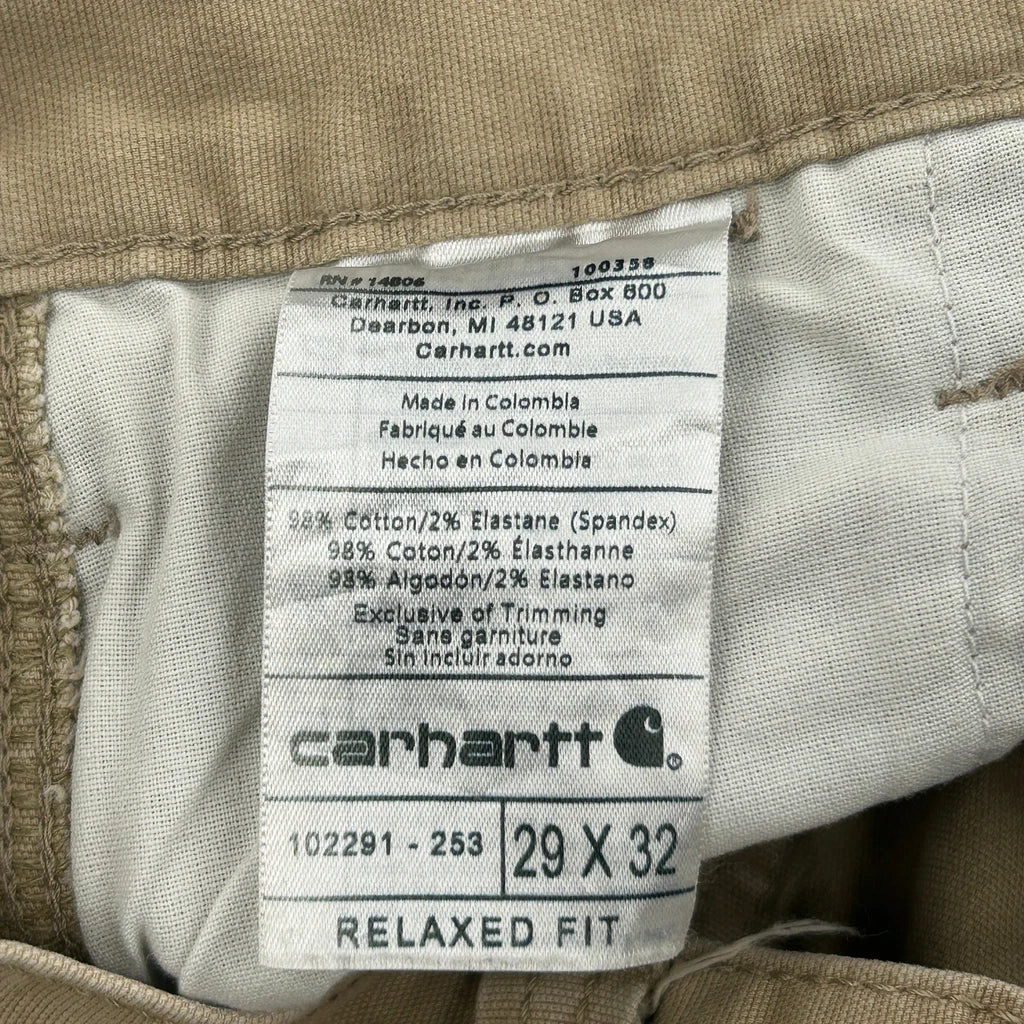 RN # 14806 100358
Carhartt, Inc. P. O. Box 600
Dearbon, MI 48121 USA
Carhartt.com
Made in Colombia
Fabriqué au Colombie
Hecho en Colombia
98% Cotton/2% Elastane (Spandex)
98% Coton/2% Élasthanne
98% Algodón/2% Elastano
Exclusive of Trimming
Sans garniture
Sin incluir adorno
carhartt ®
102291 - 253
29 X 32
RELAXED FIT